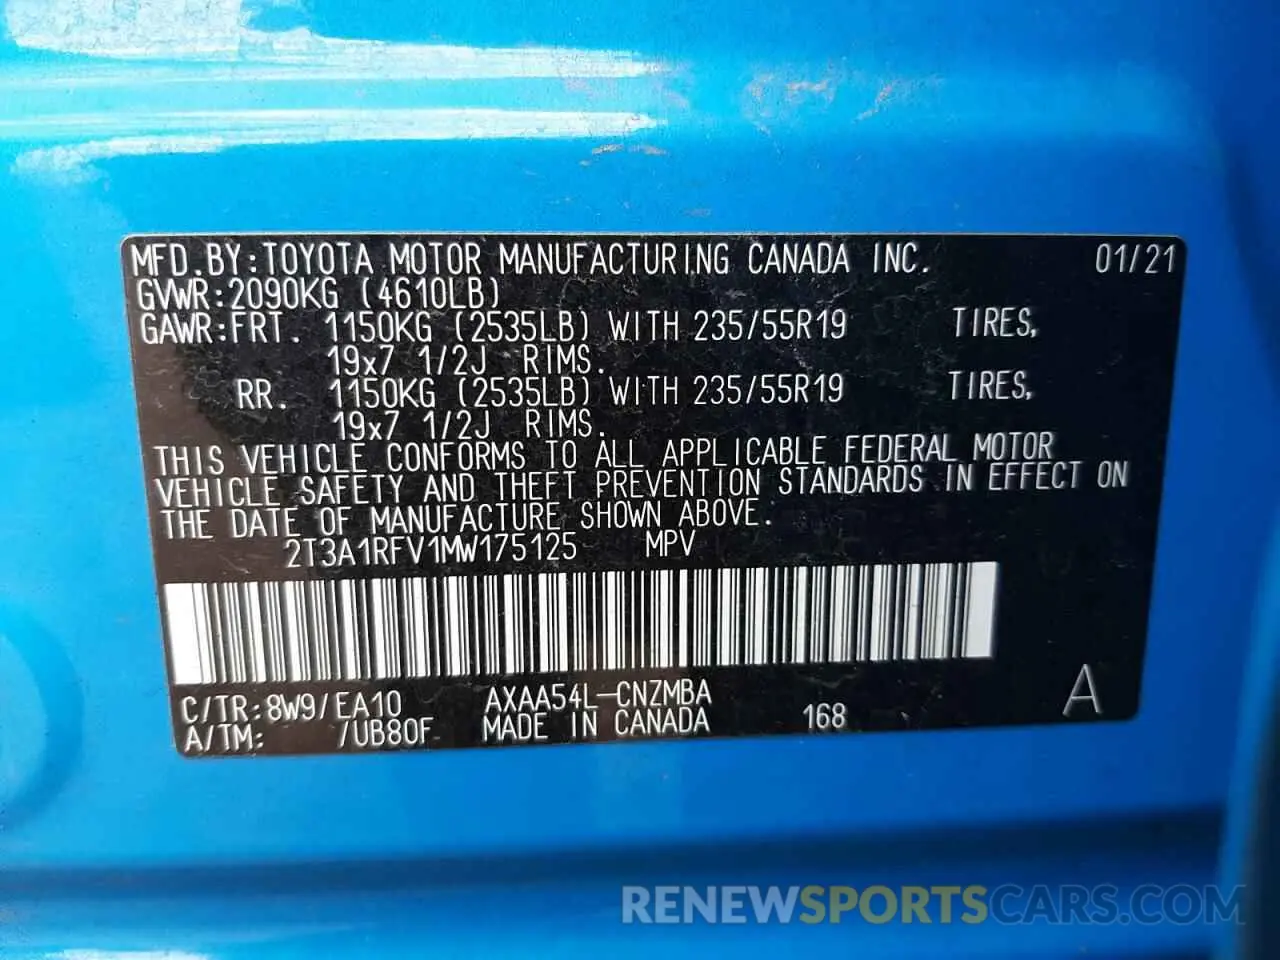 MFD.BY:TOYOTA MOTOR MANUFACTURING CANADA INC. 01/21
GVWR:2090KG (4610LB)
GAWR:FRT. 1150KG (2535LB) WITH 235/55R19 TIRES,
19x7 1/2J RIMS.
RR. 1150KG (2535LB) WITH 235/55R19 TIRES,
19x7 1/2J RIMS.
THIS VEHICLE CONFORMS TO ALL APPLICABLE FEDERAL MOTOR
VEHICLE SAFETY AND THEFT PREVENTION STANDARDS IN EFFECT ON
THE DATE OF MANUFACTURE SHOWN ABOVE.
2T3A1RFV1MW175125 MPV
C/TR:8W9/EA10 AXAA54L-CNZMBA A
A/TM: /UB80F MADE IN CANADA 168
RENEWSPORTSCARS.COM